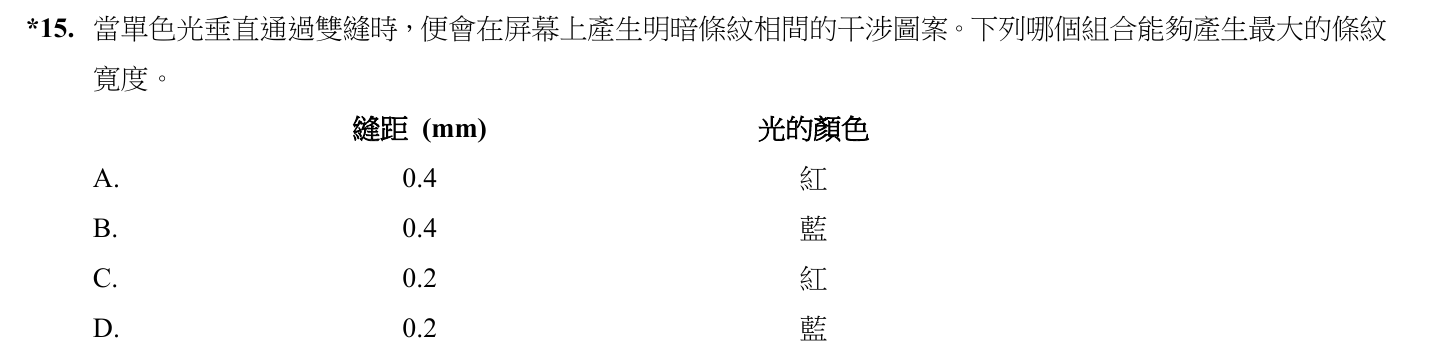 *15. 當單色光垂直通過雙縫時，便會在屏幕上產生明暗條紋相間的干涉圖案。下列哪個組合能夠產生最大的條紋
寬度。
縫距 (mm) 光的顏色
A. 0.4 紅
B. 0.4 藍
C. 0.2 紅
D. 0.2 藍